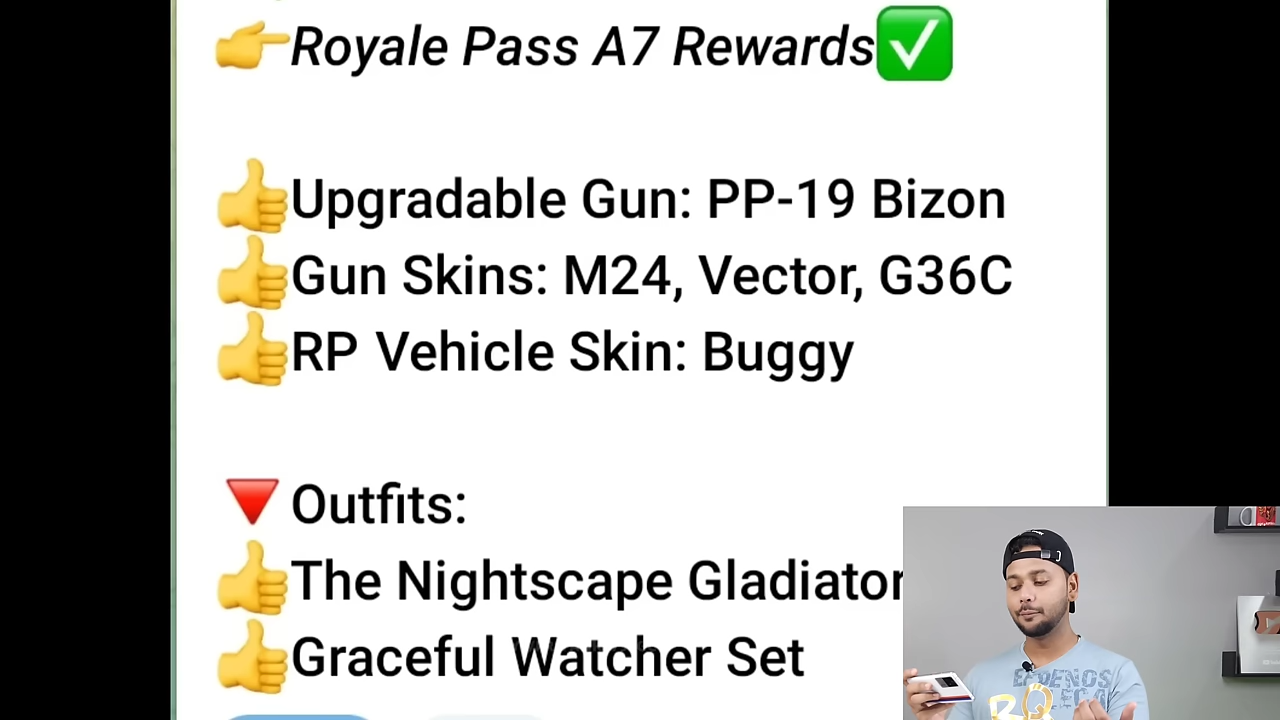 👉Royale Pass A7 Rewards✅
👍Upgradable Gun: PP-19 Bizon
👍Gun Skins: M24, Vector, G36C
👍RP Vehicle Skin: Buggy
🔻Outfits:
👍The Nightscape Gladiator
👍Graceful Watcher Set